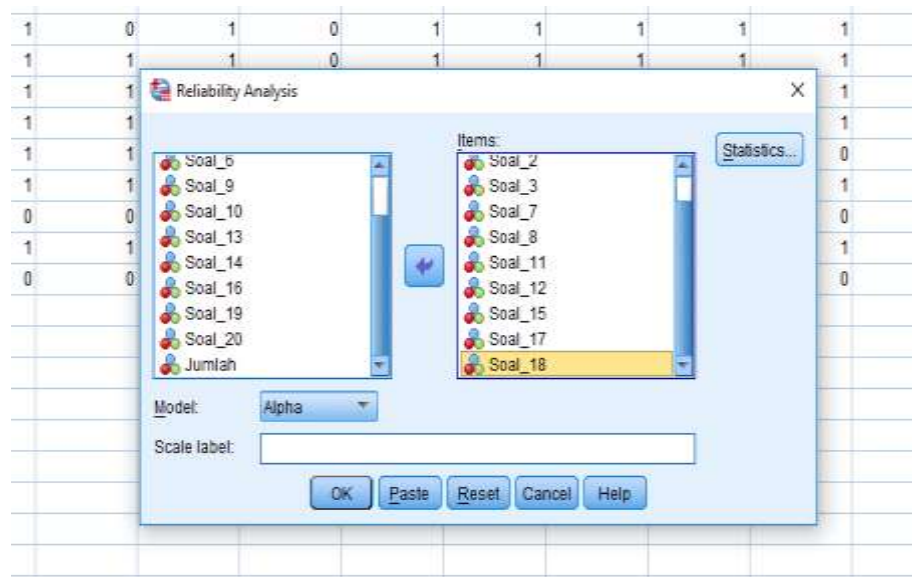 1 0 1 0 1 1 1 1 1
1 1 1 0 1 1 1 1 1
1 1 Reliability Analysis X 1
1 1 1
Items:
Statistics...
1 1 Soal_6 Soal_2 0
1 1 Soal_9 Soal_3 1
0 0 Soal_10 Soal_7 0
1 1 Soal_13 Soal_8 1
0 0 Soal_14 Soal_11 0
Soal_16 Soal_12
Soal_19 Soal_15
Soal_20 Soal_17
Jumlah Soal_18
Model: Alpha
Scale label:
OK Paste Reset Cancel Help